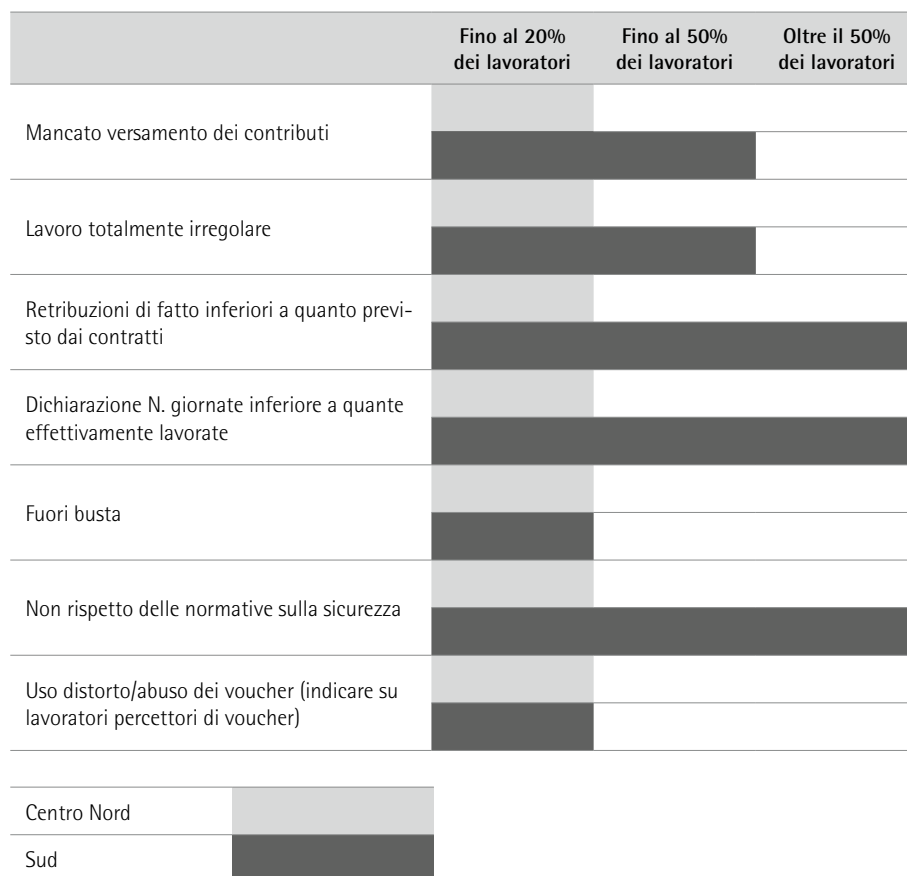 Fino al 20%
dei lavoratori
Fino al 50%
dei lavoratori
Oltre il 50%
dei lavoratori
Mancato versamento dei contributi
Lavoro totalmente irregolare
Retribuzioni di fatto inferiori a quanto previ-
sto dai contratti
Dichiarazione N. giornate inferiore a quante
effettivamente lavorate
Fuori busta
Non rispetto delle normative sulla sicurezza
Uso distorto/abuso dei voucher (indicare su
lavoratori percettori di voucher)
Centro Nord
Sud